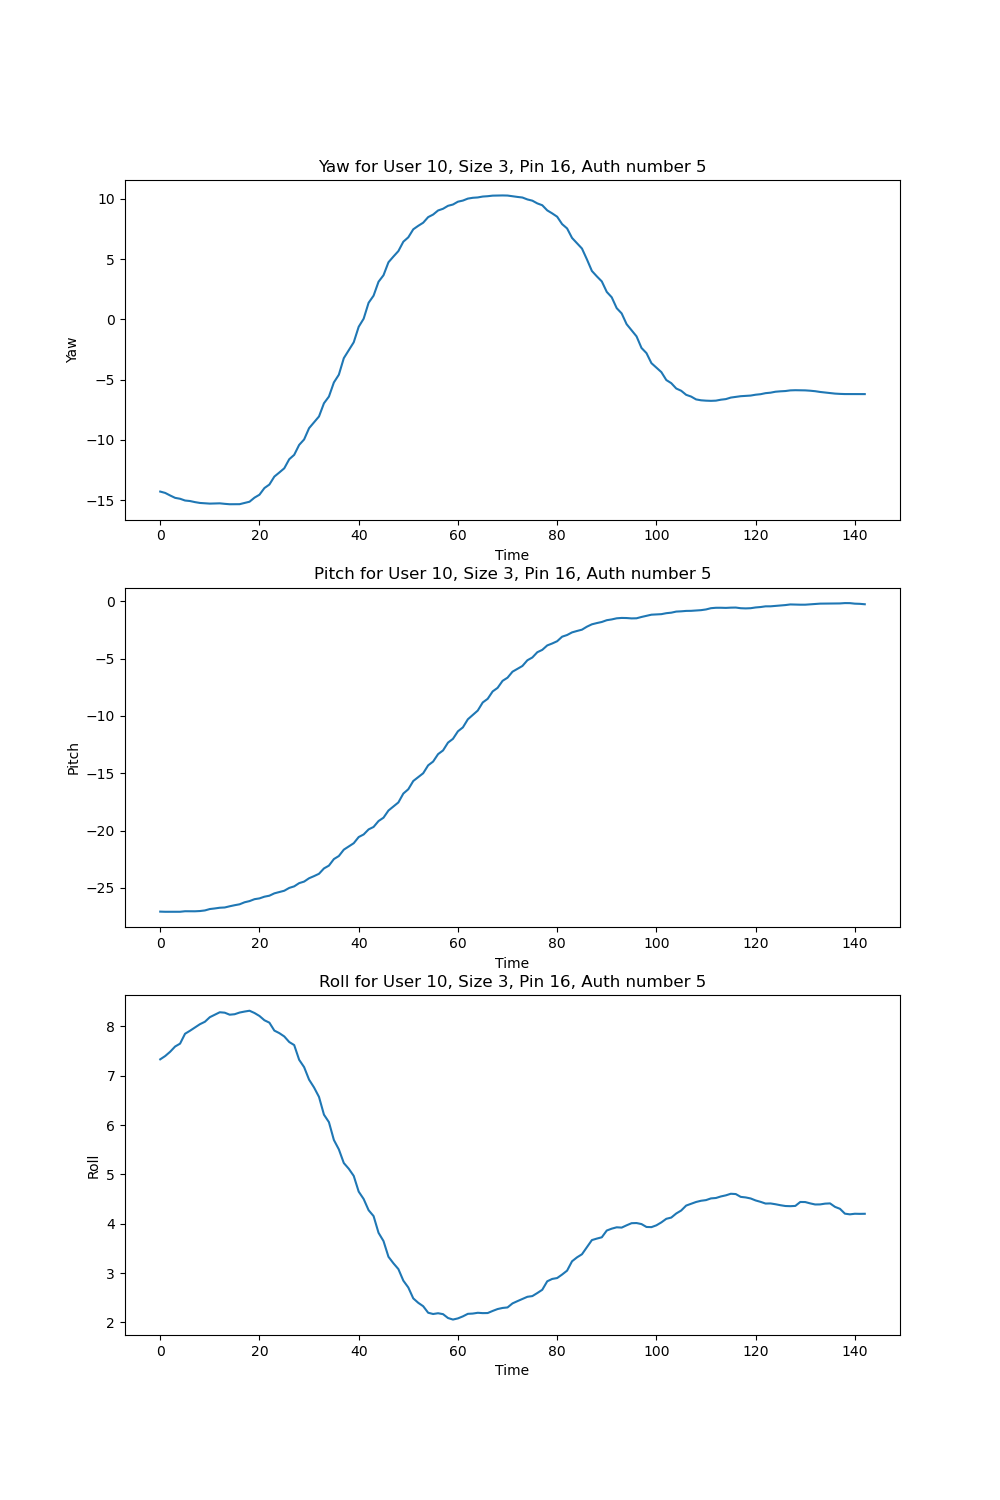 Yaw for User 10, Size 3, Pin 16, Auth number 5
10
5
0
−5
−10
−15
Yaw
0 20 40 60 80 100 120 140
Time
Pitch for User 10, Size 3, Pin 16, Auth number 5
0
−5
−10
−15
−20
−25
Pitch
0 20 40 60 80 100 120 140
Time
Roll for User 10, Size 3, Pin 16, Auth number 5
8
7
6
5
4
3
2
Roll
0 20 40 60 80 100 120 140
Time